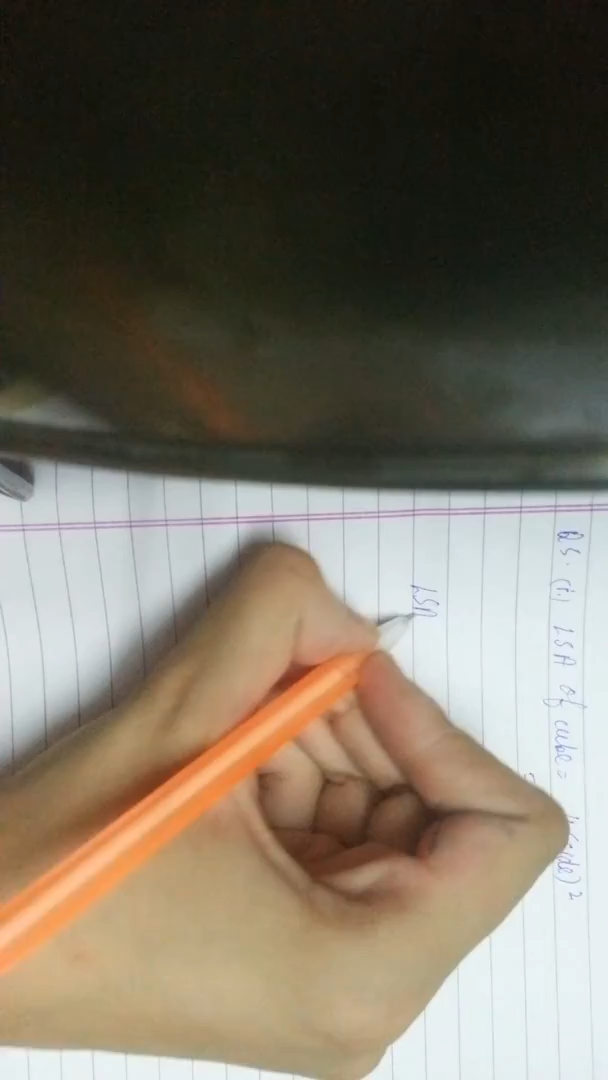 Q5. (i.) LSA of cube = 4(side)²
LSA